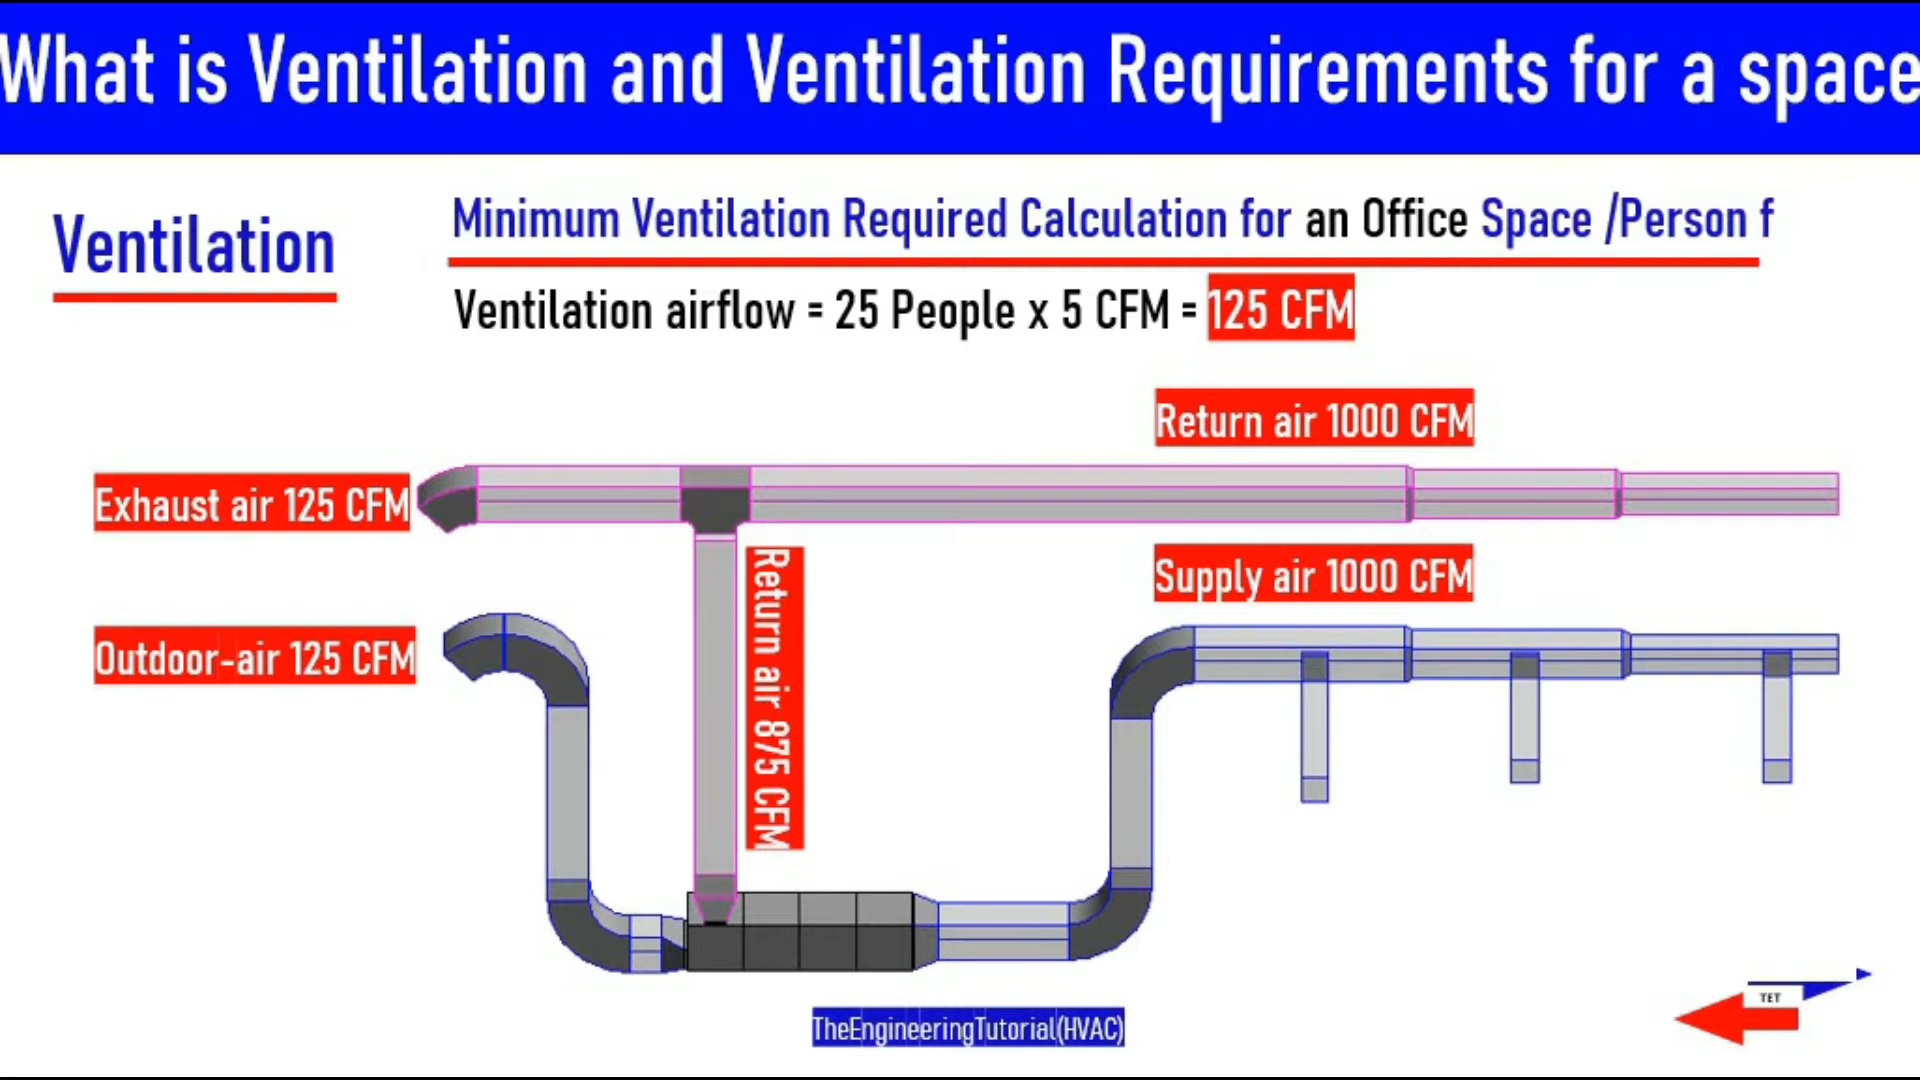 What is Ventilation and Ventilation Requirements for a space
Ventilation
Minimum Ventilation Required Calculation for an Office Space /Person f
Ventilation airflow = 25 People x 5 CFM = 125 CFM
Return air 1000 CFM
Exhaust air 125 CFM
Supply air 1000 CFM
Outdoor-air 125 CFM
Return air 875 CFM
TET
TheEngineeringTutorial(HVAC)